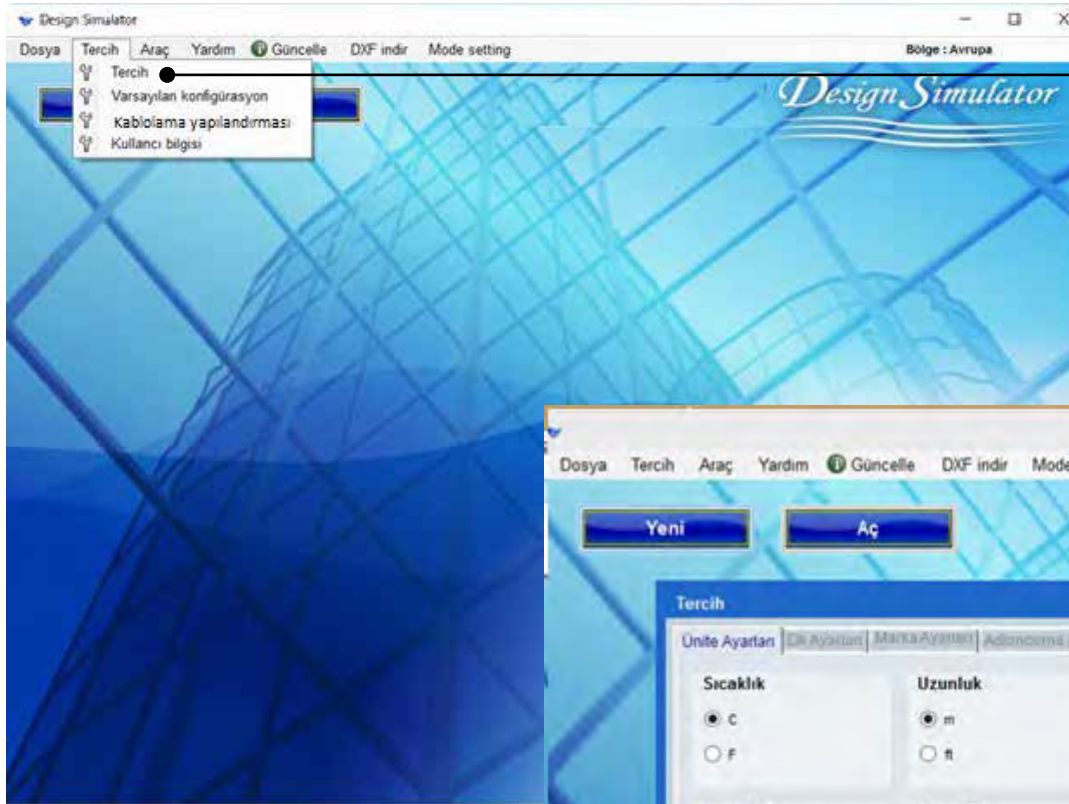 Design Simulator
Dosya Tercih Araç Yardım Güncelle DXF indir Mode setting Bölge : Avrupa
Tercih
Varsayılan konfigürasyon
Kablolama yapılandırması
Kullancı bilgisi
Design Simulator
Dosya Tercih Araç Yardım Güncelle DXF indir Mode
Yeni Aç
Tercih
Ünite Ayarları Marka Ayarları
Sıcaklık Uzunluk
C m
F ft